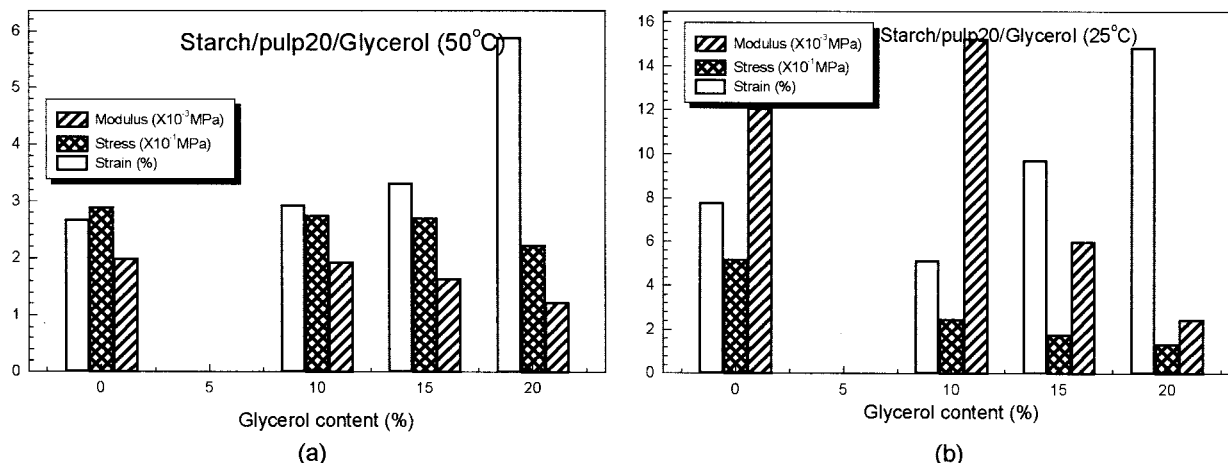 Starch/pulp20/Glycerol (50°C)
Modulus (X10⁻³MPa)
Stress (X10⁻¹MPa)
Strain (%)
6
5
4
3
2
1
0
0 5 10 15 20
Glycerol content (%)
(a)
Starch/pulp20/Glycerol (25°C)
Modulus (X10⁻³MPa)
Stress (X10⁻¹MPa)
Strain (%)
16
14
12
10
8
6
4
2
0
0 5 10 15 20
Glycerol content (%)
(b)